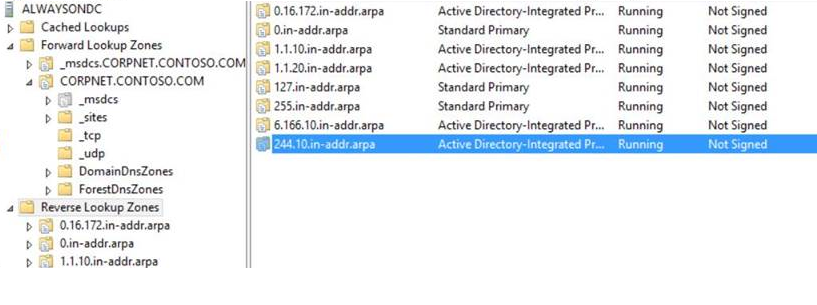 ALWAYSONDC
Cached Lookups
Forward Lookup Zones
_msdcs.CORPNET.CONTOSO.COM
CORPNET.CONTOSO.COM
_msdcs
_sites
_tcp
_udp
DomainDnsZones
ForestDnsZones
Reverse Lookup Zones
0.16.172.in-addr.arpa
0.in-addr.arpa
1.1.10.in-addr.arpa
0.16.172.in-addr.arpa Active Directory-Integrated Pr... Running Not Signed
0.in-addr.arpa Standard Primary Running Not Signed
1.1.10.in-addr.arpa Active Directory-Integrated Pr... Running Not Signed
1.1.20.in-addr.arpa Active Directory-Integrated Pr... Running Not Signed
127.in-addr.arpa Standard Primary Running Not Signed
255.in-addr.arpa Standard Primary Running Not Signed
6.166.10.in-addr.arpa Active Directory-Integrated Pr... Running Not Signed
244.10.in-addr.arpa Active Directory-Integrated Pr... Running Not Signed